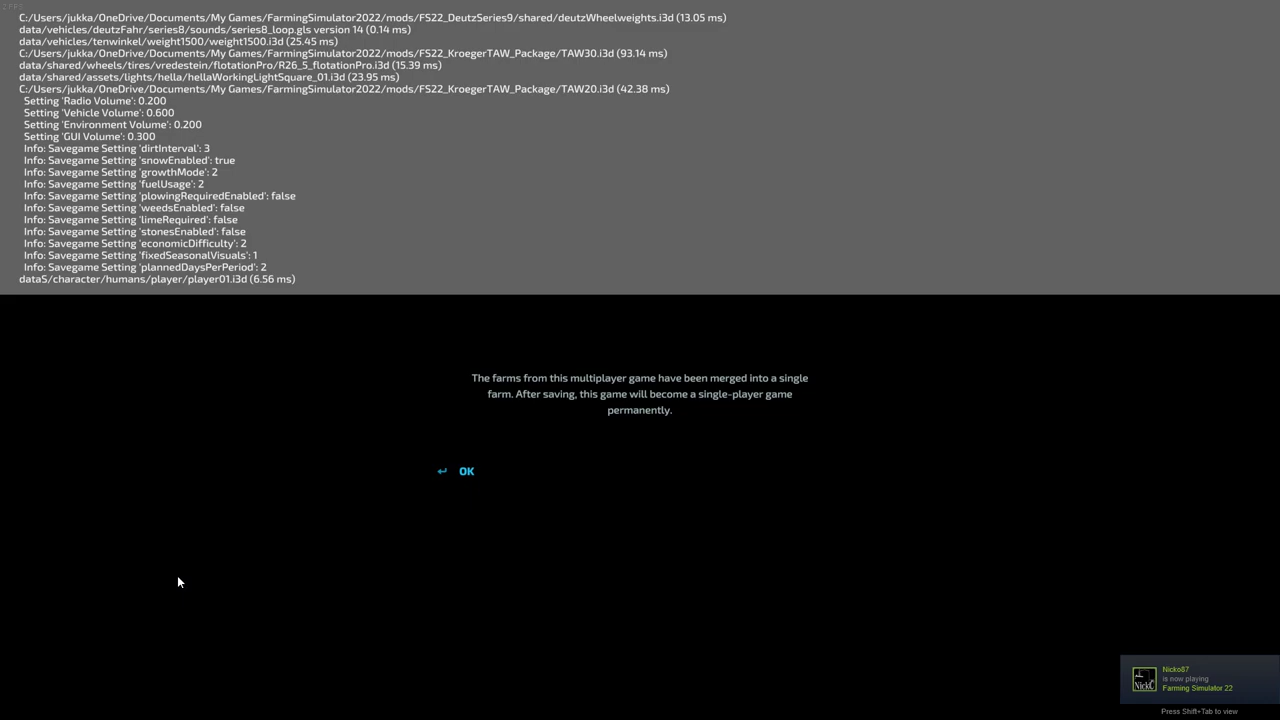 2 FPS
C:/Users/jukka/OneDrive/Documents/My Games/FarmingSimulator2022/mods/FS22_DeutzSeries9/shared/deutzWheelweights.i3d (13.05 ms)
data/vehicles/deutzFahr/series8/sounds/series8_loop.gls version 14 (0.14 ms)
data/vehicles/tenwinkel/weight1500/weight1500.i3d (25.45 ms)
C:/Users/jukka/OneDrive/Documents/My Games/FarmingSimulator2022/mods/FS22_KroegerTAW_Package/TAW30.i3d (93.14 ms)
data/shared/wheels/tires/vredestein/flotationPro/R26_5_flotationPro.i3d (15.39 ms)
data/shared/assets/lights/hella/hellaWorkingLightSquare_01.i3d (23.95 ms)
C:/Users/jukka/OneDrive/Documents/My Games/FarmingSimulator2022/mods/FS22_KroegerTAW_Package/TAW20.i3d (42.38 ms)
Setting 'Radio Volume': 0.200
Setting 'Vehicle Volume': 0.600
Setting 'Environment Volume': 0.200
Setting 'GUI Volume': 0.300
Info: Savegame Setting 'dirtInterval': 3
Info: Savegame Setting 'snowEnabled': true
Info: Savegame Setting 'growthMode': 2
Info: Savegame Setting 'fuelUsage': 2
Info: Savegame Setting 'plowingRequiredEnabled': false
Info: Savegame Setting 'weedsEnabled': false
Info: Savegame Setting 'limeRequired': false
Info: Savegame Setting 'stonesEnabled': false
Info: Savegame Setting 'economicDifficulty': 2
Info: Savegame Setting 'fixedSeasonalVisuals': 1
Info: Savegame Setting 'plannedDaysPerPeriod': 2
dataS/character/humans/player/player01.i3d (6.56 ms)
The farms from this multiplayer game have been merged into a single
farm. After saving, this game will become a single-player game
permanently.
OK
Nicko87
is now playing
Farming Simulator 22
Press Shift+Tab to view